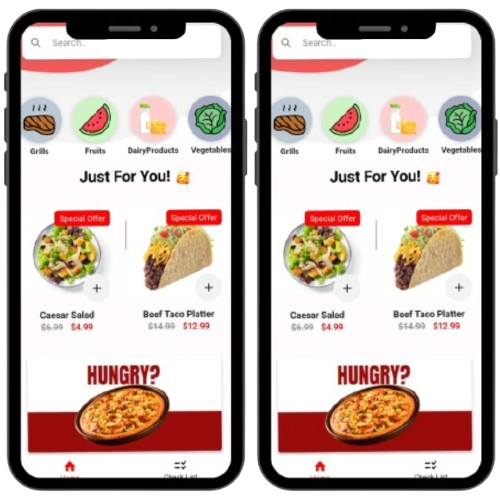 Search..
Grills Fruits DairyProducts Vegetables
Just For You! 🥰
Special Offer Special Offer
Caesar Salad Beef Taco Platter
$6.99 $4.99 $14.99 $12.99
HUNGRY?
Home Check List
Search..
Grills Fruits DairyProducts Vegetables
Just For You! 🥰
Special Offer Special Offer
Caesar Salad Beef Taco Platter
$6.99 $4.99 $14.99 $12.99
HUNGRY?
Home Check List